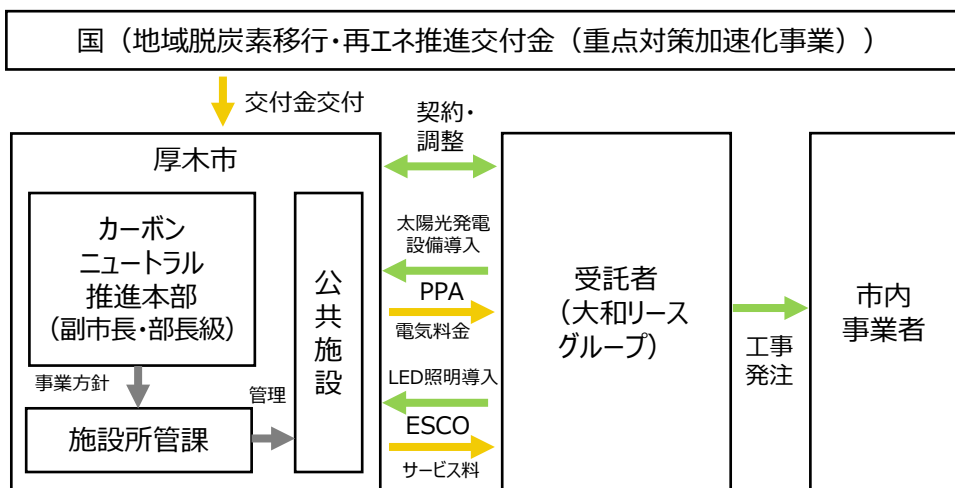 国（地域脱炭素移行・再エネ推進交付金（重点対策加速化事業））
交付金交付
厚木市
カーボン
ニュートラル
推進本部
（副市長・部長級）
事業方針
施設所管課
管理
公
共
施
設
契約・
調整
太陽光発電
設備導入
PPA
電気料金
LED照明導入
ESCO
サービス料
受託者
（大和リース
グループ）
工事
発注
市内
事業者